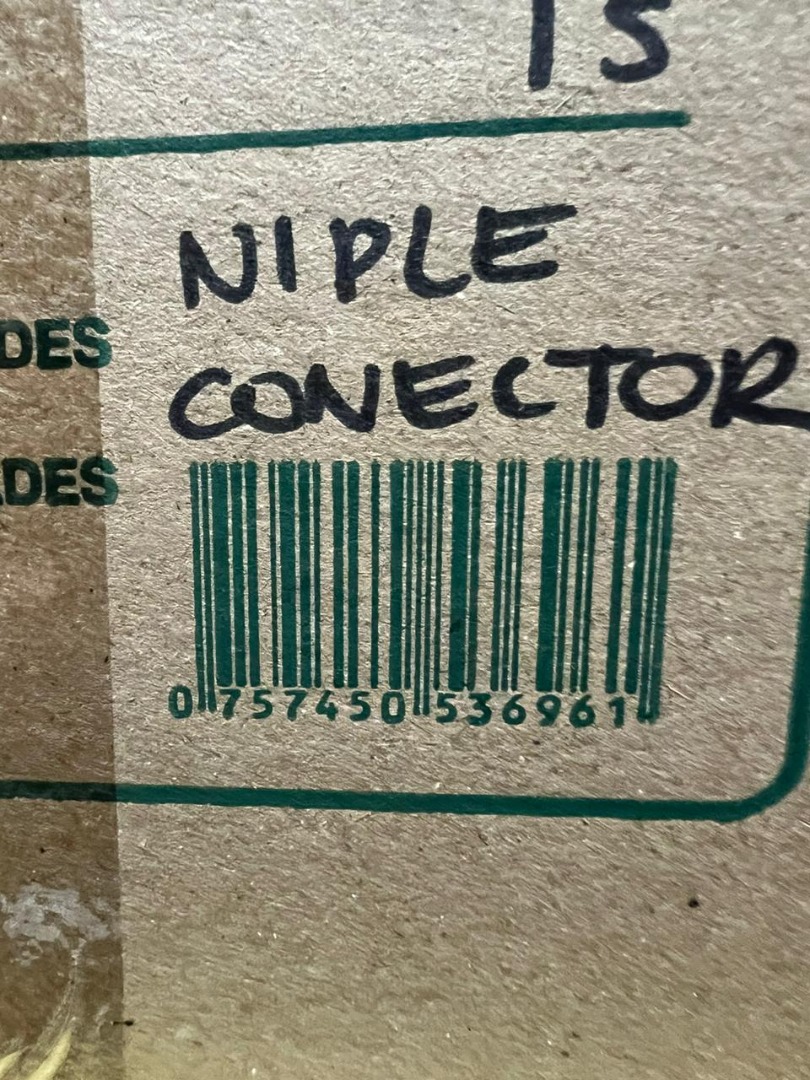 15
NIPLE
CONECTOR
DES
DES
0 757450 536961